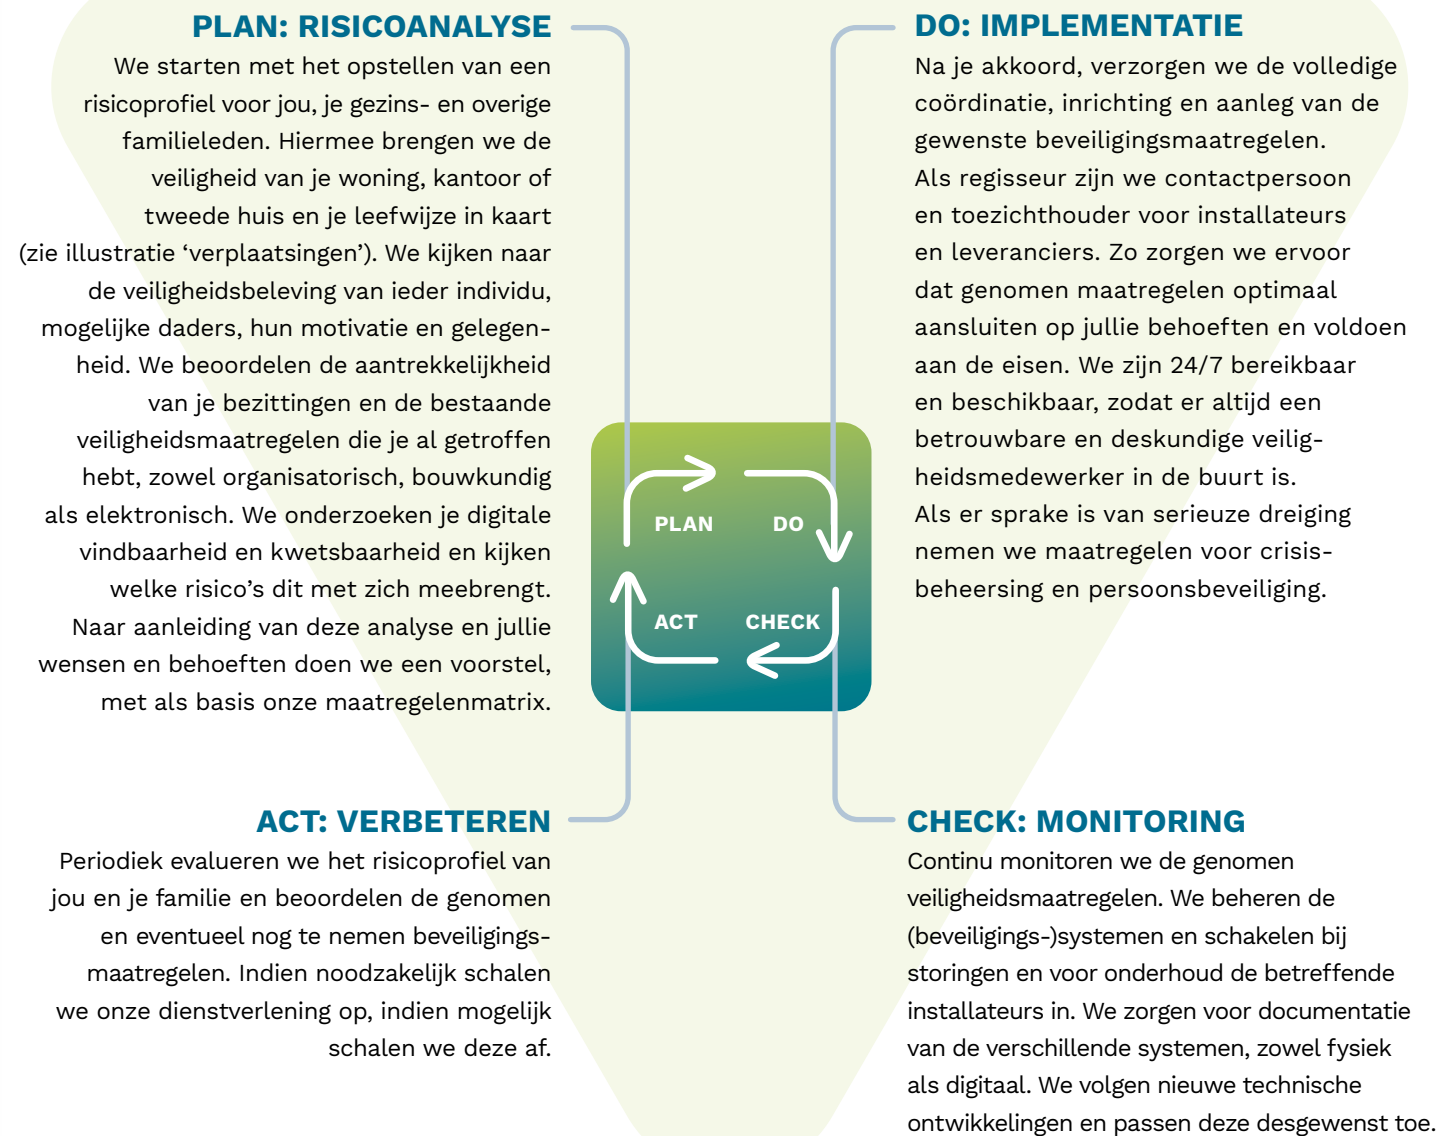 PLAN: RISICOANALYSE
We starten met het opstellen van een
risicoprofiel voor jou, je gezins- en overige
familieleden. Hiermee brengen we de
veiligheid van je woning, kantoor of
tweede huis en je leefwijze in kaart
(zie illustratie ‘verplaatsingen’). We kijken naar
de veiligheidsbeleving van ieder individu,
mogelijke daders, hun motivatie en gelegen-
heid. We beoordelen de aantrekkelijkheid
van je bezittingen en de bestaande
veiligheidsmaatregelen die je al getroffen
hebt, zowel organisatorisch, bouwkundig
als elektronisch. We onderzoeken je digitale
vindbaarheid en kwetsbaarheid en kijken
welke risico’s dit met zich meebrengt.
Naar aanleiding van deze analyse en jullie
wensen en behoeften doen we een voorstel,
met als basis onze maatregelenmatrix.
DO: IMPLEMENTATIE
Na je akkoord, verzorgen we de volledige
coördinatie, inrichting en aanleg van de
gewenste beveiligingsmaatregelen.
Als regisseur zijn we contactpersoon
en toezichthouder voor installateurs
en leveranciers. Zo zorgen we ervoor
dat genomen maatregelen optimaal
aansluiten op jullie behoeften en voldoen
aan de eisen. We zijn 24/7 bereikbaar
en beschikbaar, zodat er altijd een
betrouwbare en deskundige veilig-
heidsmedewerker in de buurt is.
Als er sprake is van serieuze dreiging
nemen we maatregelen voor crisis-
beheersing en persoonsbeveiliging.
PLAN
DO
ACT
CHECK
ACT: VERBETEREN
Periodiek evalueren we het risicoprofiel van
jou en je familie en beoordelen de genomen
en eventueel nog te nemen beveiligings-
maatregelen. Indien noodzakelijk schalen
we onze dienstverlening op, indien mogelijk
schalen we deze af.
CHECK: MONITORING
Continu monitoren we de genomen
veiligheidsmaatregelen. We beheren de
(beveiligings-)systemen en schakelen bij
storingen en voor onderhoud de betreffende
installateurs in. We zorgen voor documentatie
van de verschillende systemen, zowel fysiek
als digitaal. We volgen nieuwe technische
ontwikkelingen en passen deze desgewenst toe.